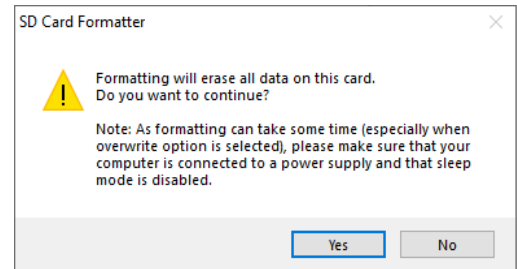 SD Card Formatter
Formatting will erase all data on this card.
Do you want to continue?
Note: As formatting can take some time (especially when
overwrite option is selected), please make sure that your
computer is connected to a power supply and that sleep
mode is disabled.
Yes No